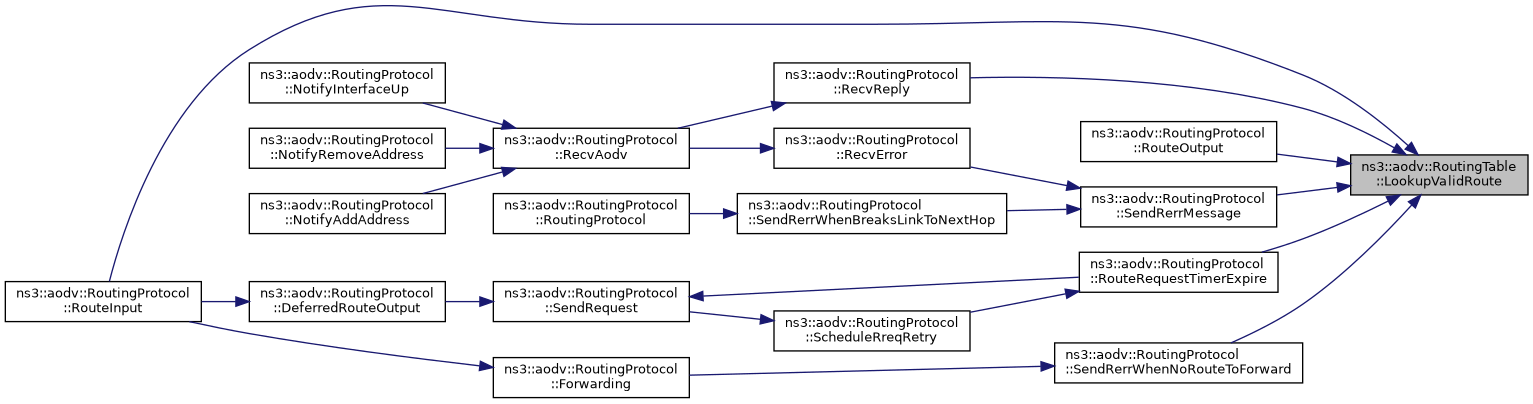 ns3::aodv::RoutingProtocol
::NotifyInterfaceUp
ns3::aodv::RoutingProtocol
::RecvReply
ns3::aodv::RoutingProtocol
::RouteOutput
ns3::aodv::RoutingProtocol
::NotifyRemoveAddress
ns3::aodv::RoutingProtocol
::RecvAodv
ns3::aodv::RoutingProtocol
::RecvError
ns3::aodv::RoutingTable
::LookupValidRoute
ns3::aodv::RoutingProtocol
::NotifyAddAddress
ns3::aodv::RoutingProtocol
::RoutingProtocol
ns3::aodv::RoutingProtocol
::SendRerrWhenBreaksLinkToNextHop
ns3::aodv::RoutingProtocol
::SendRerrMessage
ns3::aodv::RoutingProtocol
::RouteRequestTimerExpire
ns3::aodv::RoutingProtocol
::RouteInput
ns3::aodv::RoutingProtocol
::DeferredRouteOutput
ns3::aodv::RoutingProtocol
::SendRequest
ns3::aodv::RoutingProtocol
::ScheduleRreqRetry
ns3::aodv::RoutingProtocol
::SendRerrWhenNoRouteToForward
ns3::aodv::RoutingProtocol
::Forwarding